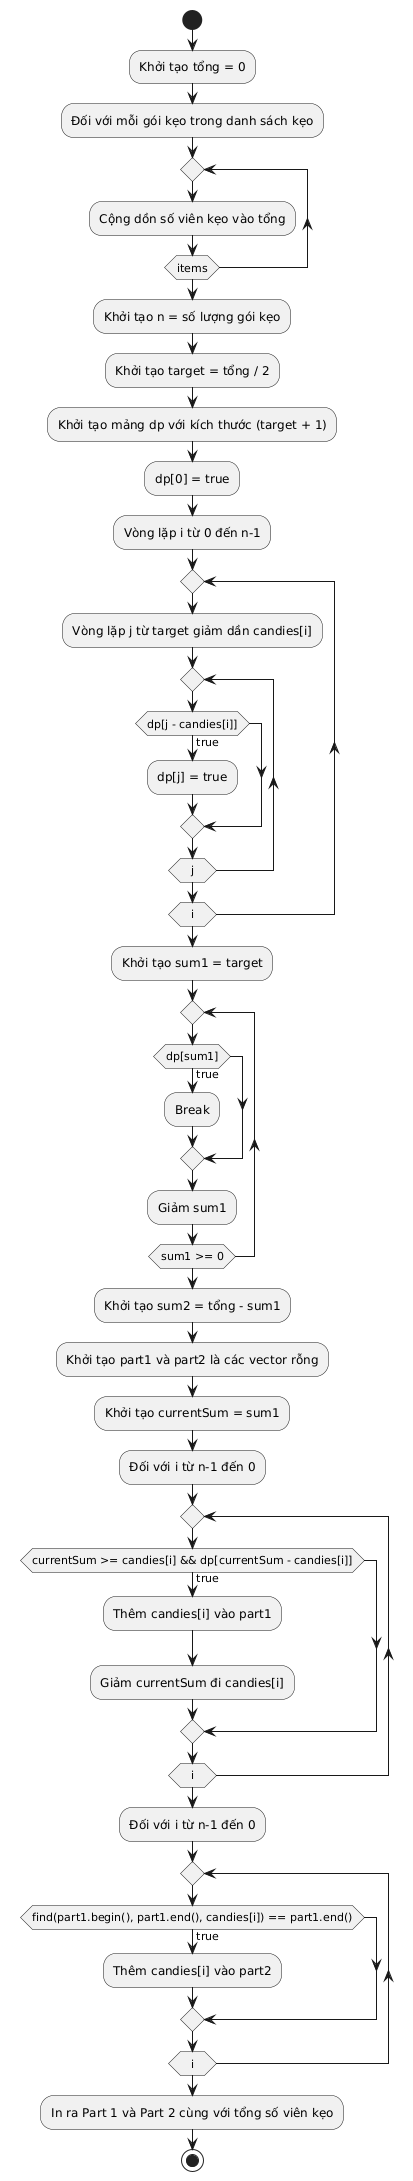 Khởi tạo tổng = 0
Đối với mỗi gói kẹo trong danh sách kẹo
Cộng dồn số viên kẹo vào tổng
items
Khởi tạo n = số lượng gói kẹo
Khởi tạo target = tổng / 2
Khởi tạo mảng dp với kích thước (target + 1)
dp[0] = true
Vòng lặp i từ 0 đến n-1
Vòng lặp j từ target giảm dần candies[i]
dp[j - candies[i]]
true
dp[j] = true
j
i
Khởi tạo sum1 = target
dp[sum1]
true
Break
Giảm sum1
sum1 >= 0
Khởi tạo sum2 = tổng - sum1
Khởi tạo part1 và part2 là các vector rỗng
Khởi tạo currentSum = sum1
Đối với i từ n-1 đến 0
currentSum >= candies[i] && dp[currentSum - candies[i]]
true
Thêm candies[i] vào part1
Giảm currentSum đi candies[i]
i
Đối với i từ n-1 đến 0
find(part1.begin(), part1.end(), candies[i]) == part1.end()
true
Thêm candies[i] vào part2
i
In ra Part 1 và Part 2 cùng với tổng số viên kẹo